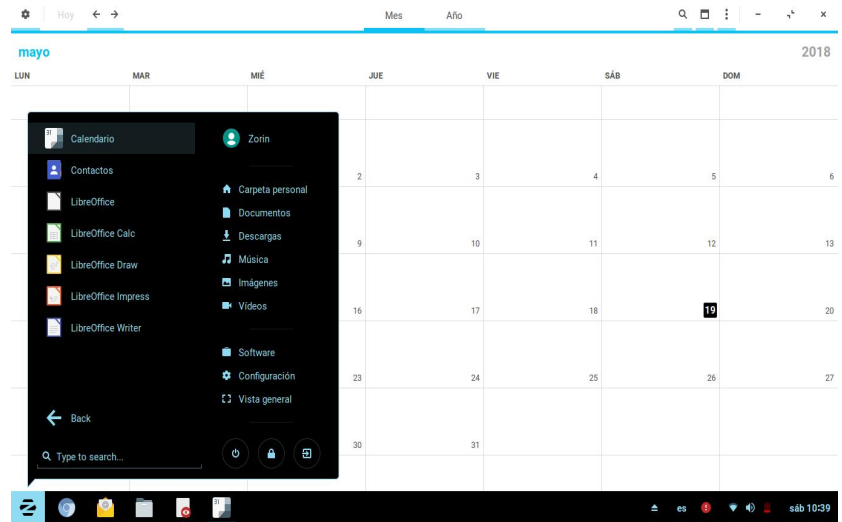 Hoy
Mes Año
mayo 2018
LUN MAR MIÉ JUE VIE SÁB DOM
2 3 4 5 6
9 10 11 12 13
16 17 18 19 20
23 24 25 26 27
30 31
31 Calendario
Contactos
LibreOffice
LibreOffice Calc
LibreOffice Draw
LibreOffice Impress
LibreOffice Writer
Back
Type to search...
Zorin
Carpeta personal
Documentos
Descargas
Música
Imágenes
Vídeos
Software
Configuración
Vista general
31
es sáb 10:39